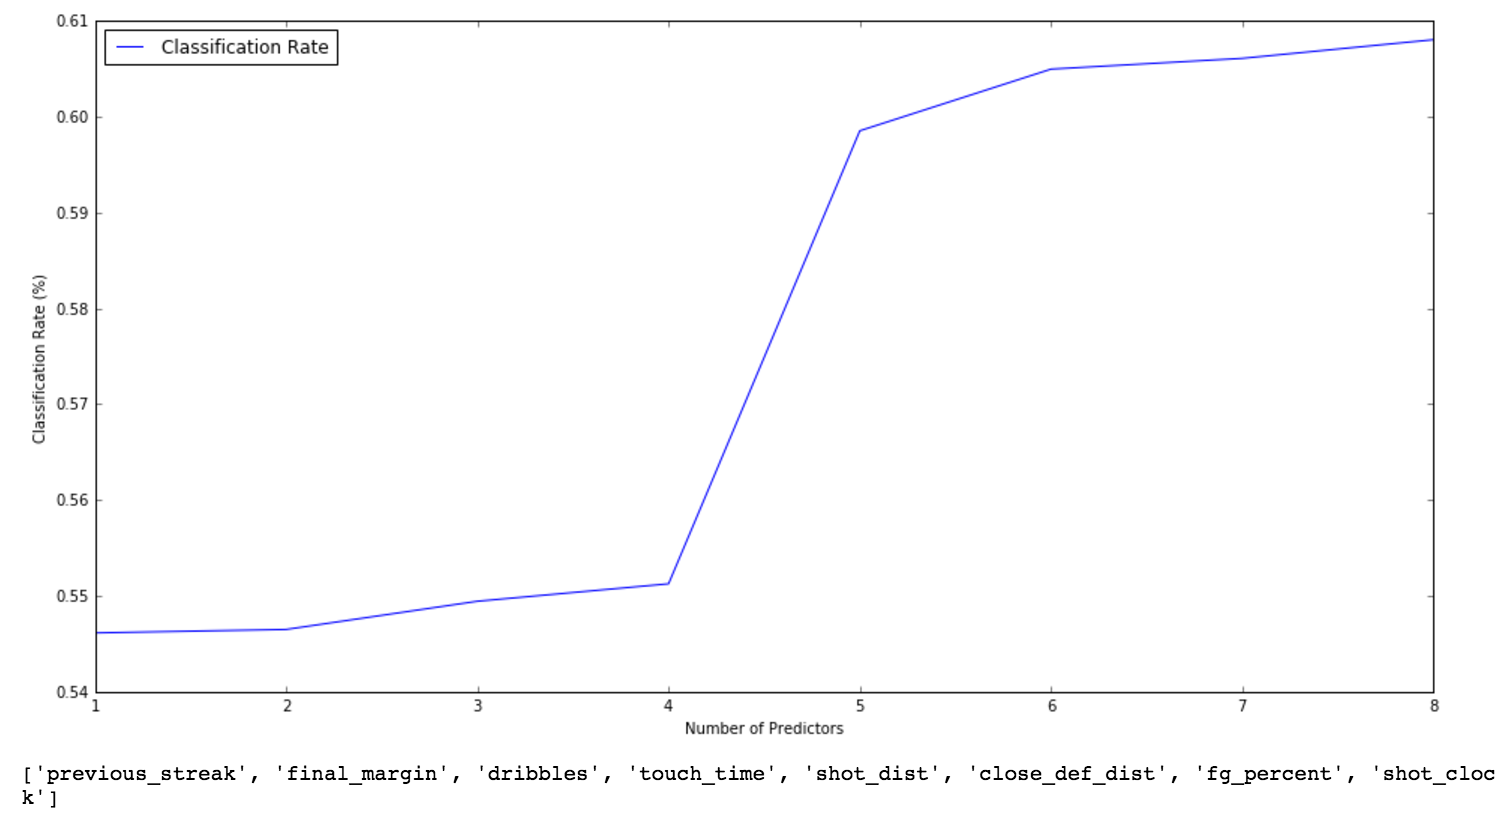 0.61
Classification Rate
0.60
0.59
0.58
0.57
0.56
0.55
0.54
Classification Rate (%)
1 2 3 4 5 6 7 8
Number of Predictors
['previous_streak', 'final_margin', 'dribbles', 'touch_time', 'shot_dist', 'close_def_dist', 'fg_percent', 'shot_cloc
k']